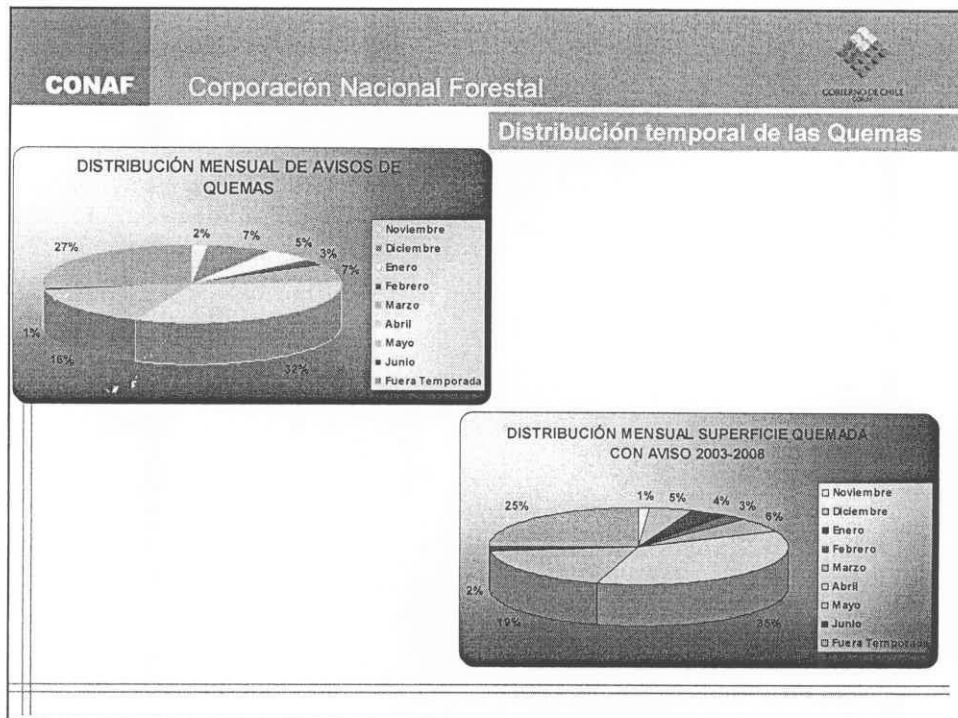 CONAF
Corporación Nacional Forestal
GOBIERNO DE CHILE
CONAF
Distribución temporal de las Quemas
DISTRIBUCIÓN MENSUAL DE AVISOS DE
QUEMAS
2%
7%
5%
3%
7%
27%
1%
16%
32%
Noviembre
Diciembre
Enero
Febrero
Marzo
Abril
Mayo
Junio
Fuera Temporada
DISTRIBUCIÓN MENSUAL SUPERFICIE QUEMADA
CON AVISO 2003-2008
1%
5%
4%
3%
6%
25%
2%
19%
35%
Noviembre
Diciembre
Enero
Febrero
Marzo
Abril
Mayo
Junio
Fuera Temporada